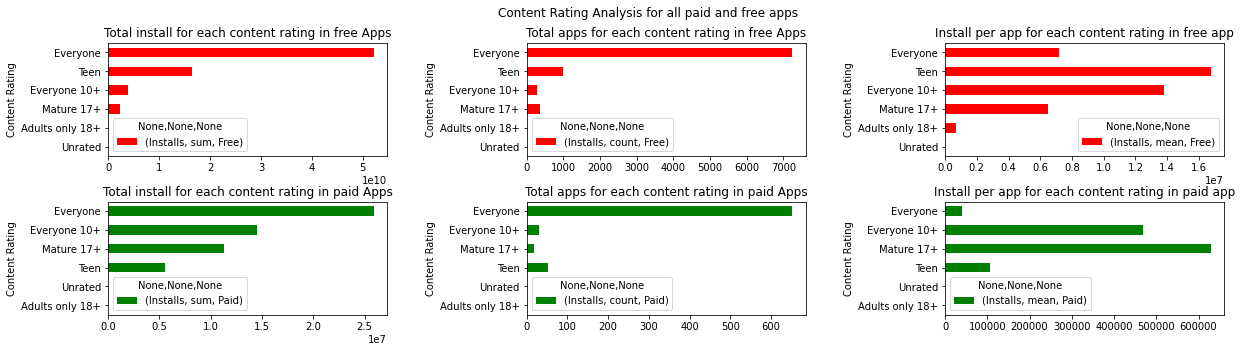 Content Rating Analysis for all paid and free apps
Total install for each content rating in free Apps
Content Rating
Everyone
Teen
Everyone 10+
Mature 17+
Adults only 18+
Unrated
None,None,None
(Installs, sum, Free)
0 1 2 3 4 5
1e10
Total apps for each content rating in free Apps
Content Rating
Everyone
Teen
Everyone 10+
Mature 17+
Adults only 18+
Unrated
None,None,None
(Installs, count, Free)
0 1000 2000 3000 4000 5000 6000 7000
Install per app for each content rating in free app
Content Rating
Everyone
Teen
Everyone 10+
Mature 17+
Adults only 18+
Unrated
None,None,None
(Installs, mean, Free)
0.0 0.2 0.4 0.6 0.8 1.0 1.2 1.4 1.6
1e7
Total install for each content rating in paid Apps
Content Rating
Everyone
Everyone 10+
Mature 17+
Teen
Unrated
Adults only 18+
None,None,None
(Installs, sum, Paid)
0.0 0.5 1.0 1.5 2.0 2.5
1e7
Total apps for each content rating in paid Apps
Content Rating
Everyone
Everyone 10+
Mature 17+
Teen
Unrated
Adults only 18+
None,None,None
(Installs, count, Paid)
0 100 200 300 400 500 600
Install per app for each content rating in paid app
Content Rating
Everyone
Everyone 10+
Mature 17+
Teen
Unrated
Adults only 18+
None,None,None
(Installs, mean, Paid)
0 100000 200000 300000 400000 500000 600000